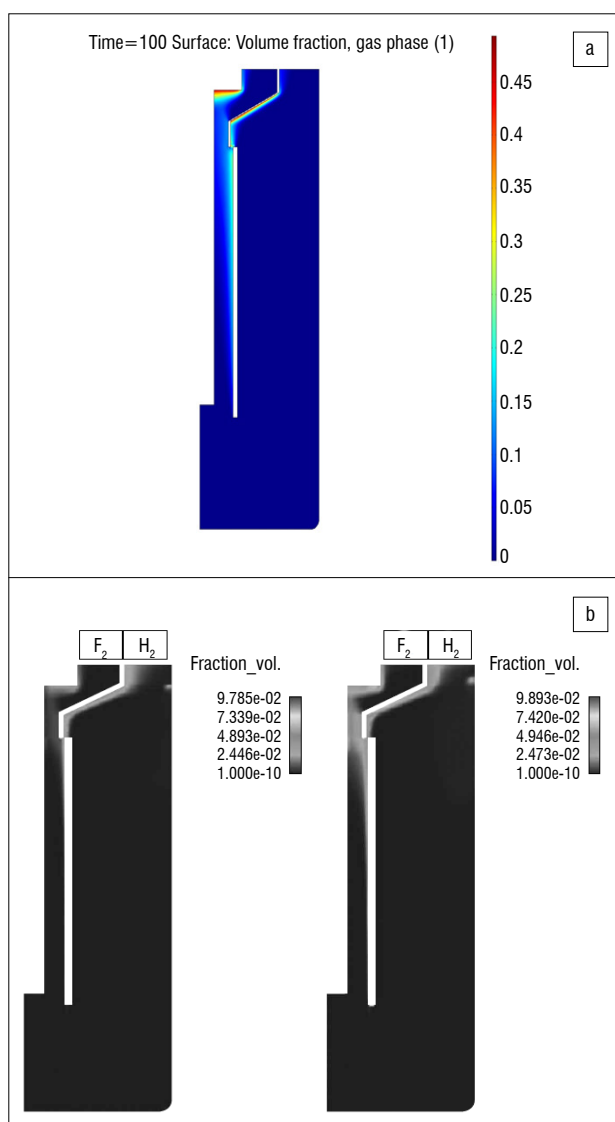 Time=100 Surface: Volume fraction, gas phase (1)
a
0.45
0.4
0.35
0.3
0.25
0.2
0.15
0.1
0.05
0
b
F₂ H₂
Fraction_vol.
9.785e-02
7.339e-02
4.893e-02
2.446e-02
1.000e-10
F₂ H₂
Fraction_vol.
9.893e-02
7.420e-02
4.946e-02
2.473e-02
1.000e-10